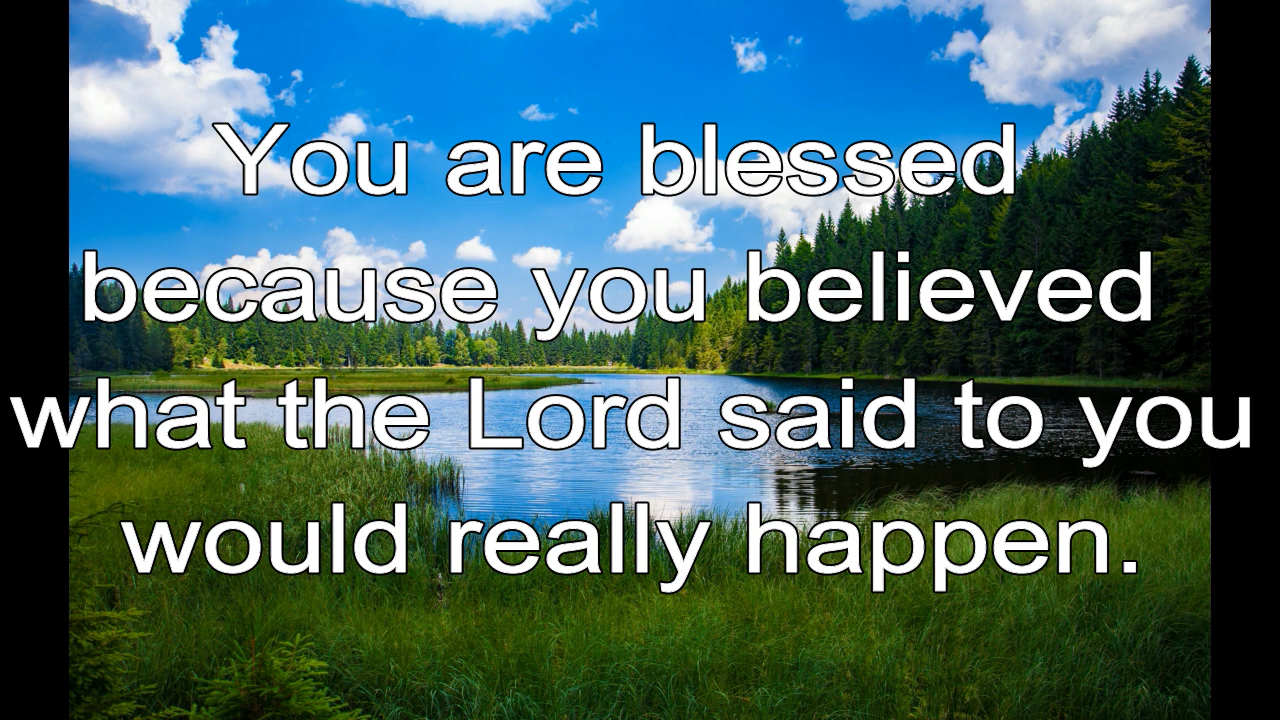 You are blessed
because you believed
what the Lord said to you
would really happen.